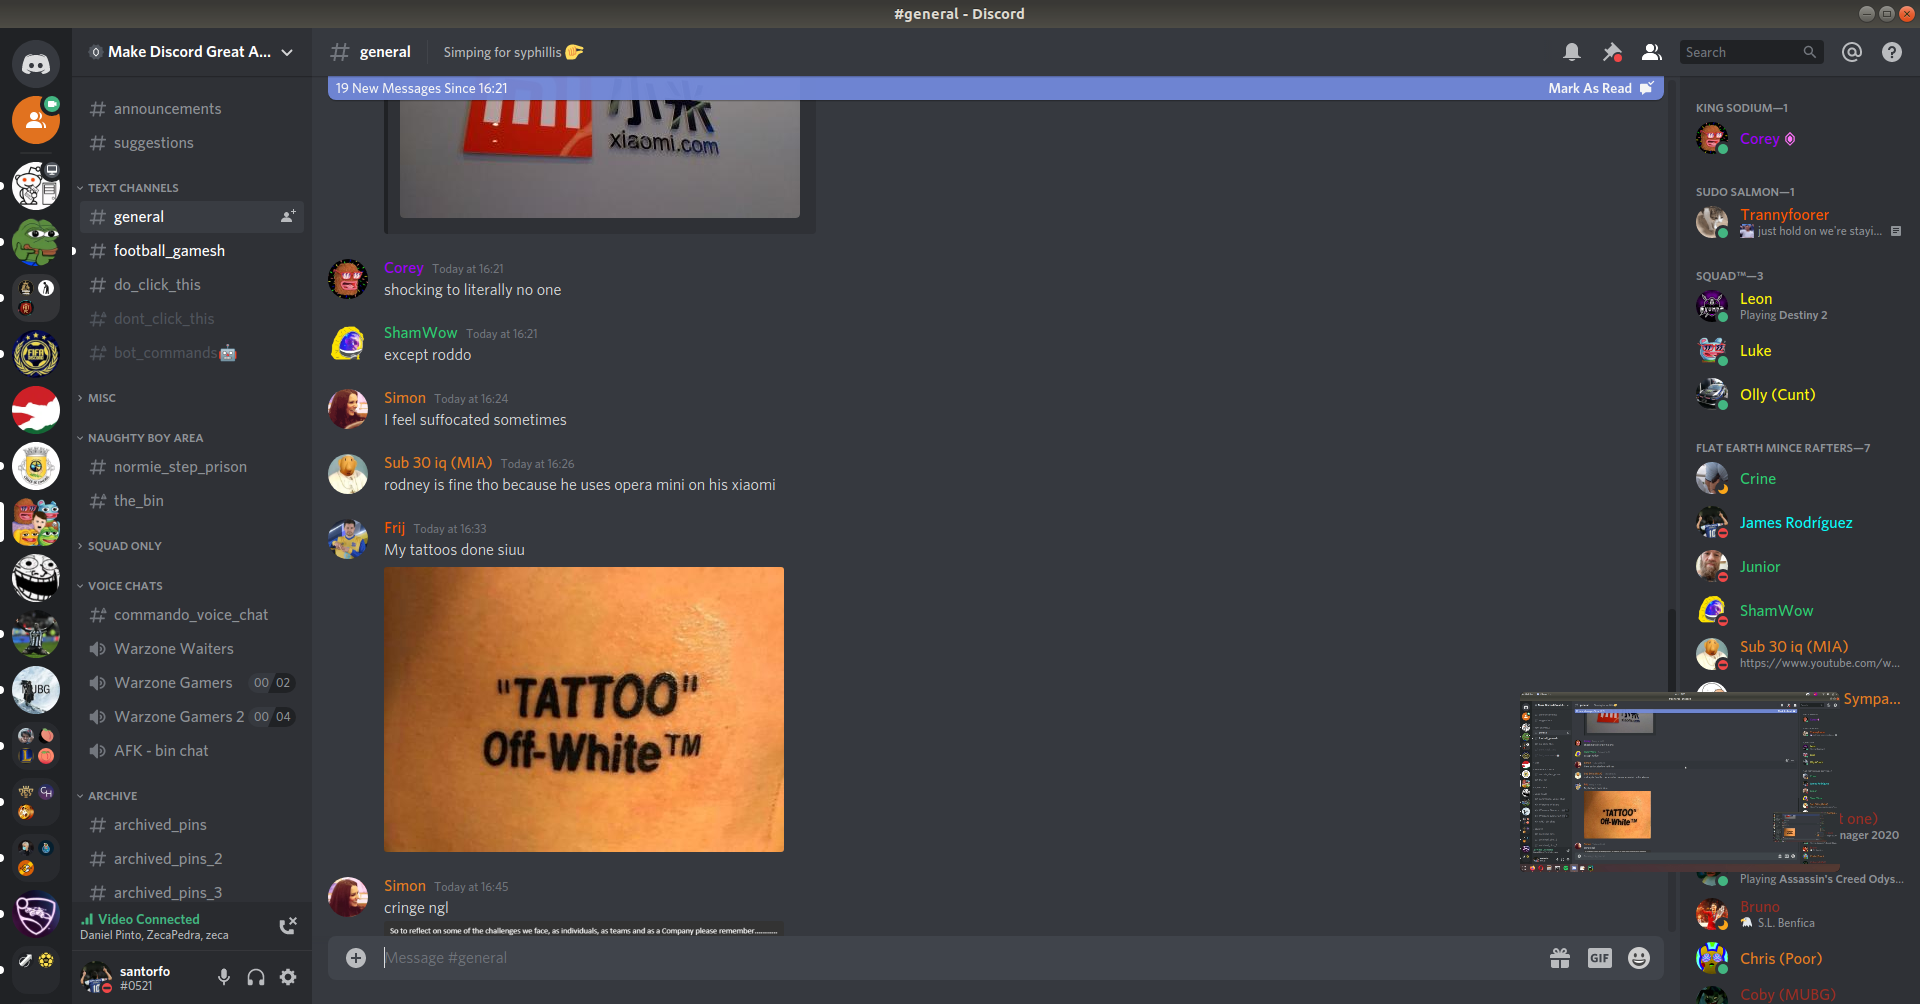 #general - Discord
Make Discord Great A...
general
Simping for syphillis
Search
19 New Messages Since 16:21
Mark As Read
announcements
suggestions
TEXT CHANNELS
general
football_gamesh
do_click_this
dont_click_this
bot_commands
MISC
NAUGHTY BOY AREA
normie_step_prison
the_bin
SQUAD ONLY
VOICE CHATS
commando_voice_chat
Warzone Waiters
Warzone Gamers 00 02
Warzone Gamers 2 00 04
AFK - bin chat
ARCHIVE
archived_pins
archived_pins_2
archived_pins_3
Video Connected
Daniel Pinto, ZecaPedra, zeca
santorfo
#0521
小米
xiaomi.com
Corey Today at 16:21
shocking to literally no one
ShamWow Today at 16:21
except roddo
Simon Today at 16:24
I feel suffocated sometimes
Sub 30 iq (MIA) Today at 16:26
rodney is fine tho because he uses opera mini on his xiaomi
Frij Today at 16:33
My tattoos done siuu
"TATTOO"
Off-White™
Simon Today at 16:45
cringe ngl
So to reflect on some of the challenges we face, as individuals, as teams and as a Company please remember...........
Message #general
GIF
KING SODIUM—1
Corey
SUDO SALMON—1
Trannyfoorer
just hold on we're stayi...
SQUAD™—3
Leon
Playing Destiny 2
Luke
Olly (Cunt)
FLAT EARTH MINCE RAFTERS—7
Crine
James Rodríguez
Junior
ShamWow
Sub 30 iq (MIA)
https://www.youtube.com/w...
Sympa...
"TATTOO"
Off-White™
t one)
nager 2020
Playing Assassin's Creed Odys...
Bruno
S.L. Benfica
Chris (Poor)
Coby (MUBG)